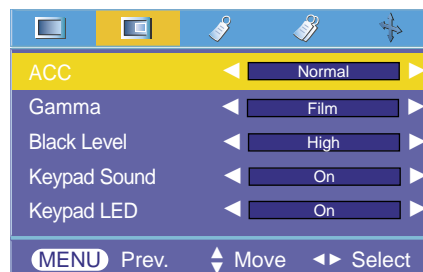 ACC Normal
Gamma Film
Black Level High
Keypad Sound On
Keypad LED On
MENU Prev. Move Select